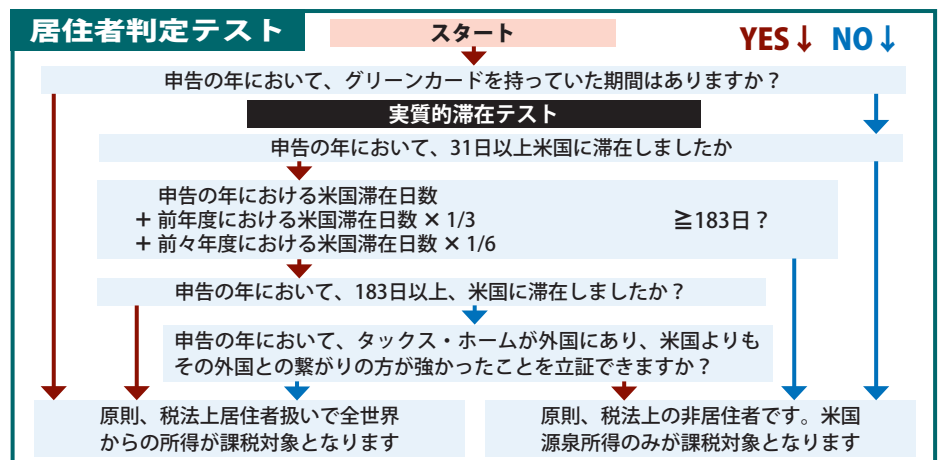 居住者判定テスト
スタート
YES↓ NO↓
申告の年において、グリーンカードを持っていた期間はありますか？
実質的滞在テスト
申告の年において、31日以上米国に滞在しましたか
申告の年における米国滞在日数
＋ 前年度における米国滞在日数 × 1/3 ≧183日？
＋ 前々年度における米国滞在日数 × 1/6
申告の年において、183日以上、米国に滞在しましたか？
申告の年において、タックス・ホームが外国にあり、米国よりも
その外国との繋がりの方が強かったことを立証できますか？
原則、税法上居住者扱いで全世界
からの所得が課税対象となります
原則、税法上の非居住者です。米国
源泉所得のみが課税対象となります